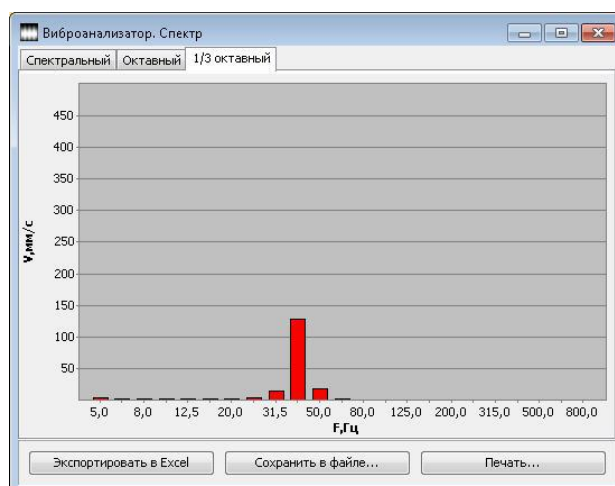 Виброанализатор. Спектр
Спектральный Октавный 1/3 октавный
450
400
350
300
250
200
150
100
50
V,мм/с
5,0 8,0 12,5 20,0 31,5 50,0 80,0 125,0 200,0 315,0 500,0 800,0
F,Гц
Экспортировать в Excel Сохранить в файле... Печать...